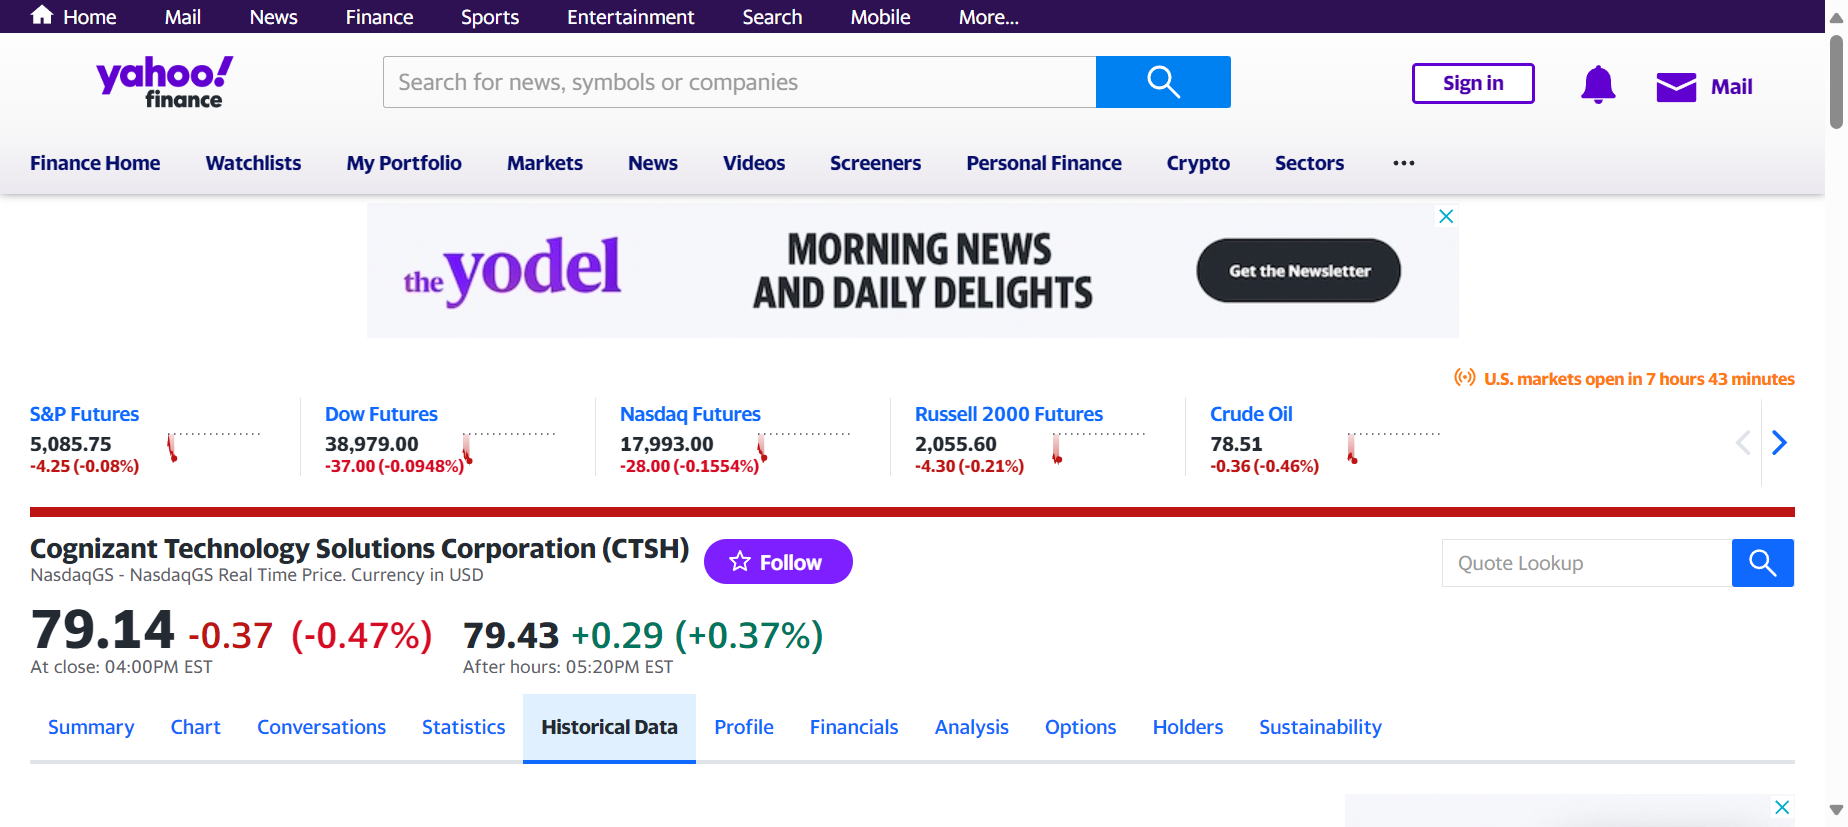 Home Mail News Finance Sports Entertainment Search Mobile More...
yahoo!
finance
Search for news, symbols or companies
Sign in
Mail
Finance Home Watchlists My Portfolio Markets News Videos Screeners Personal Finance Crypto Sectors ...
the yodel
MORNING NEWS
AND DAILY DELIGHTS
Get the Newsletter
U.S. markets open in 7 hours 43 minutes
S&P Futures
5,085.75
-4.25 (-0.08%)
Dow Futures
38,979.00
-37.00 (-0.0948%)
Nasdaq Futures
17,993.00
-28.00 (-0.1554%)
Russell 2000 Futures
2,055.60
-4.30 (-0.21%)
Crude Oil
78.51
-0.36 (-0.46%)
Cognizant Technology Solutions Corporation (CTSH)
NasdaqGS - NasdaqGS Real Time Price. Currency in USD
Follow
Quote Lookup
79.14 -0.37 (-0.47%)
At close: 04:00PM EST
79.43 +0.29 (+0.37%)
After hours: 05:20PM EST
Summary Chart Conversations Statistics Historical Data Profile Financials Analysis Options Holders Sustainability